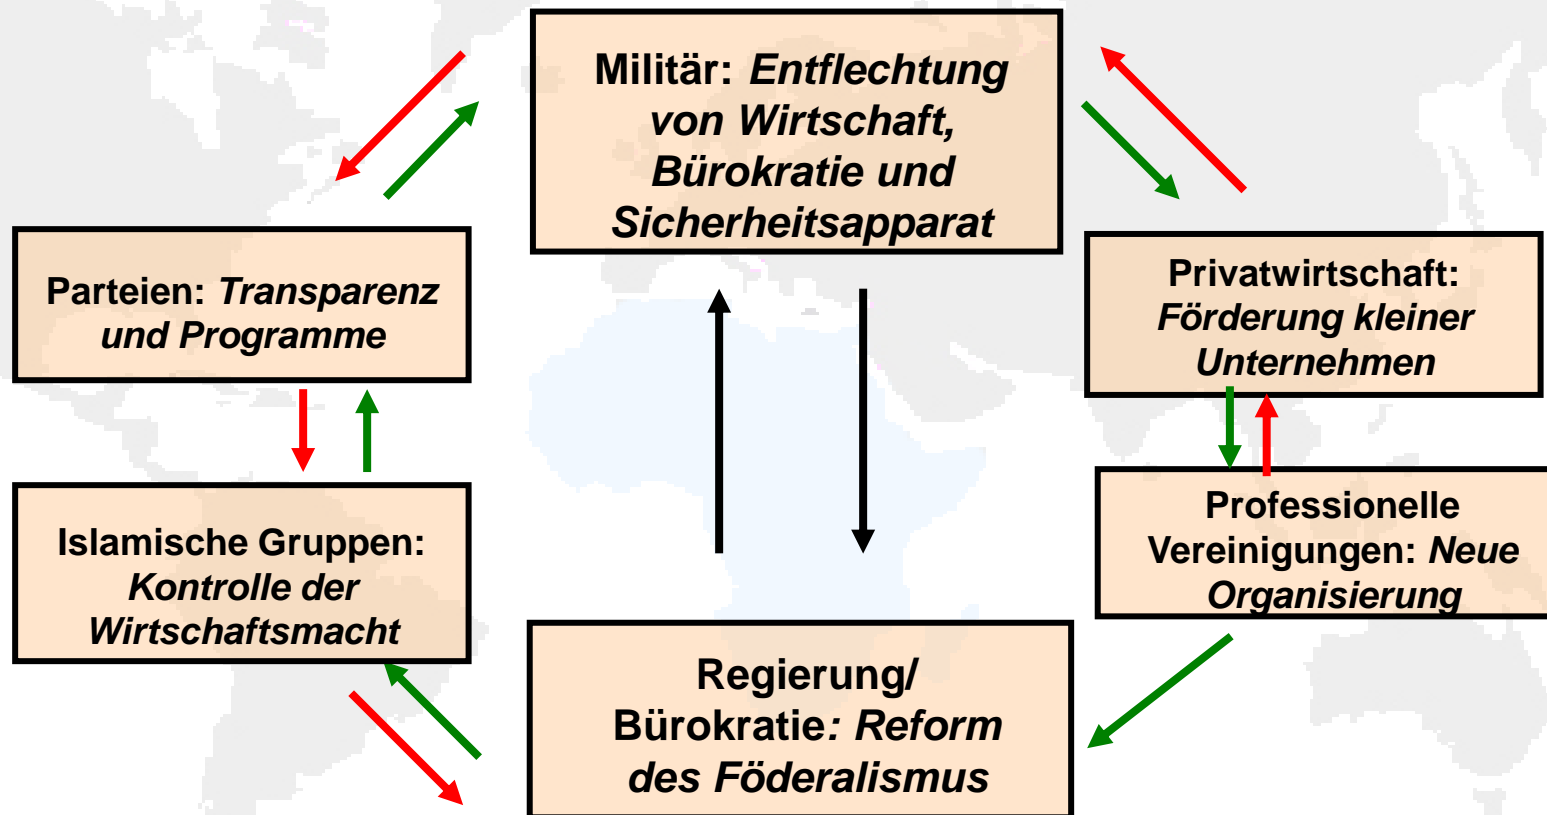 Militär: Entflechtung
von Wirtschaft,
Bürokratie und
Sicherheitsapparat
Parteien: Transparenz
und Programme
Privatwirtschaft:
Förderung kleiner
Unternehmen
Islamische Gruppen:
Kontrolle der
Wirtschaftsmacht
Professionelle
Vereinigungen: Neue
Organisierung
Regierung/
Bürokratie: Reform
des Föderalismus